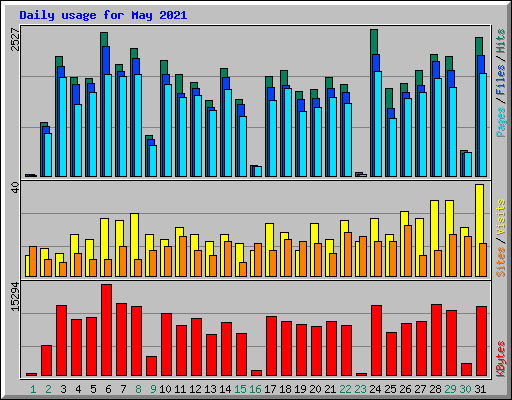 Daily usage for May 2021
2527
Pages / Files / Hits
40
Sites / Visits
15294
KBytes
1 2 3 4 5 6 7 8 9 10 11 12 13 14 15 16 17 18 19 20 21 22 23 24 25 26 27 28 29 30 31